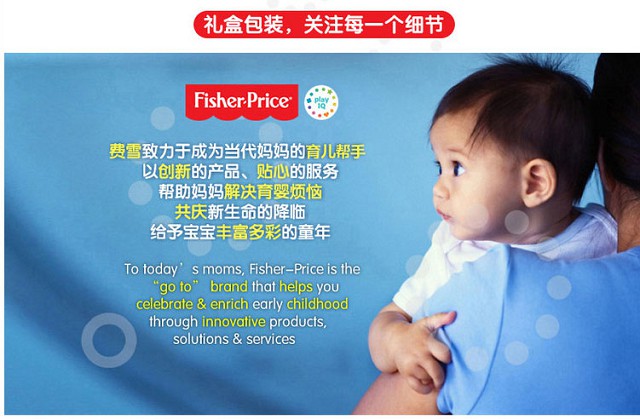 礼盒包装，关注每一个细节
Fisher-Price
play
IQ
费雪致力于成为当代妈妈的育儿帮手
以创新的产品、贴心的服务
帮助妈妈解决育婴烦恼
共庆新生命的降临
给予宝宝丰富多彩的童年
To today's moms, Fisher-Price is the
“go to” brand that helps you
celebrate & enrich early childhood
through innovative products,
solutions & services